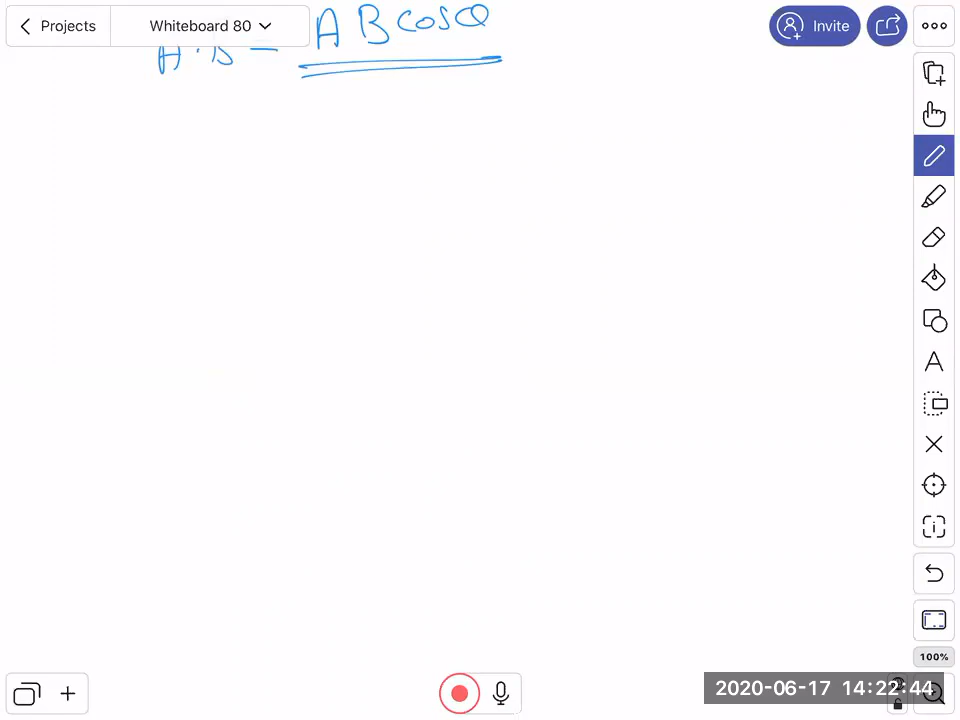 Projects
Whiteboard 80
A · B = A B cosθ
Invite
A
100%
2020-06-17 14:22:44